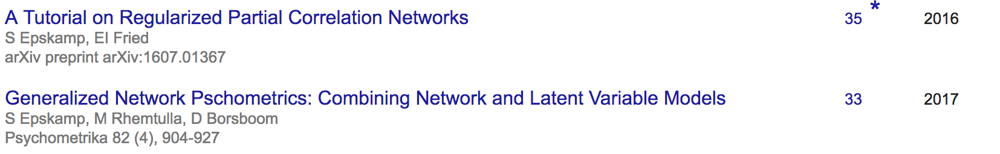 A Tutorial on Regularized Partial Correlation Networks 35 * 2016
S Epskamp, EI Fried
arXiv preprint arXiv:1607.01367
Generalized Network Pschometrics: Combining Network and Latent Variable Models 33 2017
S Epskamp, M Rhemtulla, D Borsboom
Psychometrika 82 (4), 904-927